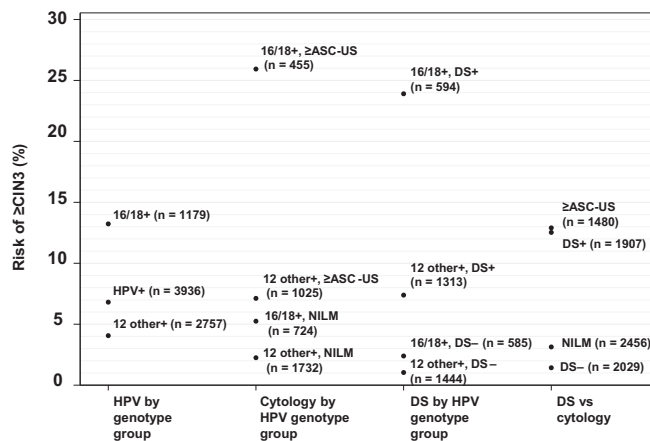 30
25
20
15
10
5
0
Risk of ≥CIN3 (%)
16/18+ (n = 1179)
HPV+ (n = 3936)
12 other+ (n = 2757)
16/18+, ≥ASC-US
(n = 455)
12 other+, ≥ASC-US
(n = 1025)
16/18+, NILM
(n = 724)
12 other+, NILM
(n = 1732)
16/18+, DS+
(n = 594)
12 other+, DS+
(n = 1313)
16/18+, DS– (n = 585)
12 other+, DS–
(n = 1444)
≥ASC-US
(n = 1480)
DS+ (n = 1907)
NILM (n = 2456)
DS– (n = 2029)
HPV by
genotype
group
Cytology by
HPV genotype
group
DS by HPV
genotype
group
DS vs
cytology